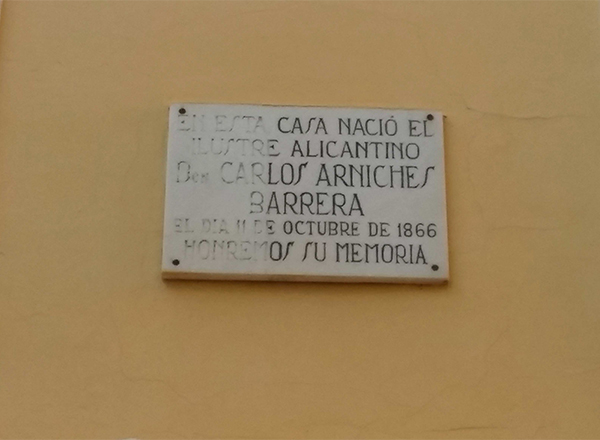 EN ESTA CASA NACIÓ EL
ILUSTRE ALICANTINO
DON CARLOS ARNICHES
BARRERA
EL DIA 11 DE OCTUBRE DE 1866
HONREMOS SU MEMORIA